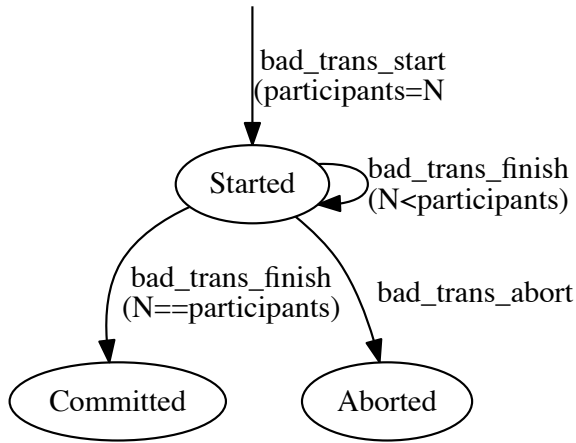 bad_trans_start
(participants=N
Started
bad_trans_finish
(N<participants)
bad_trans_finish
(N==participants)
bad_trans_abort
Committed
Aborted